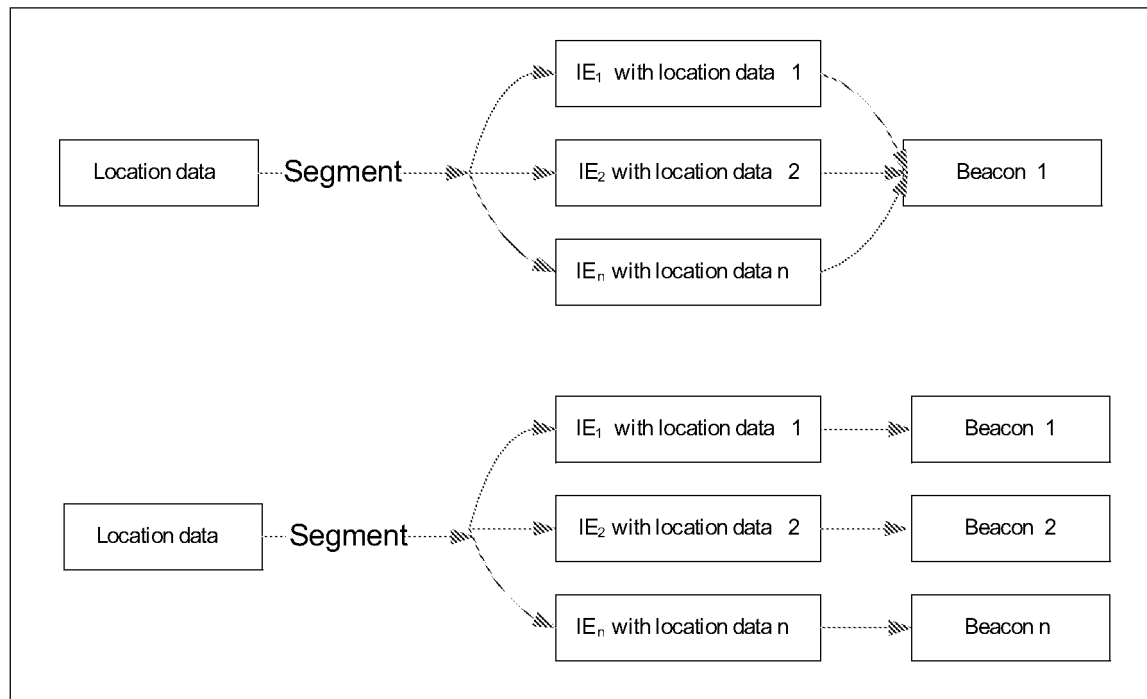 IE₁ with location data 1
Location data
Segment
IE₂ with location data 2
Beacon 1
IEₙ with location data n
IE₁ with location data 1
Beacon 1
Location data
Segment
IE₂ with location data 2
Beacon 2
IEₙ with location data n
Beacon n